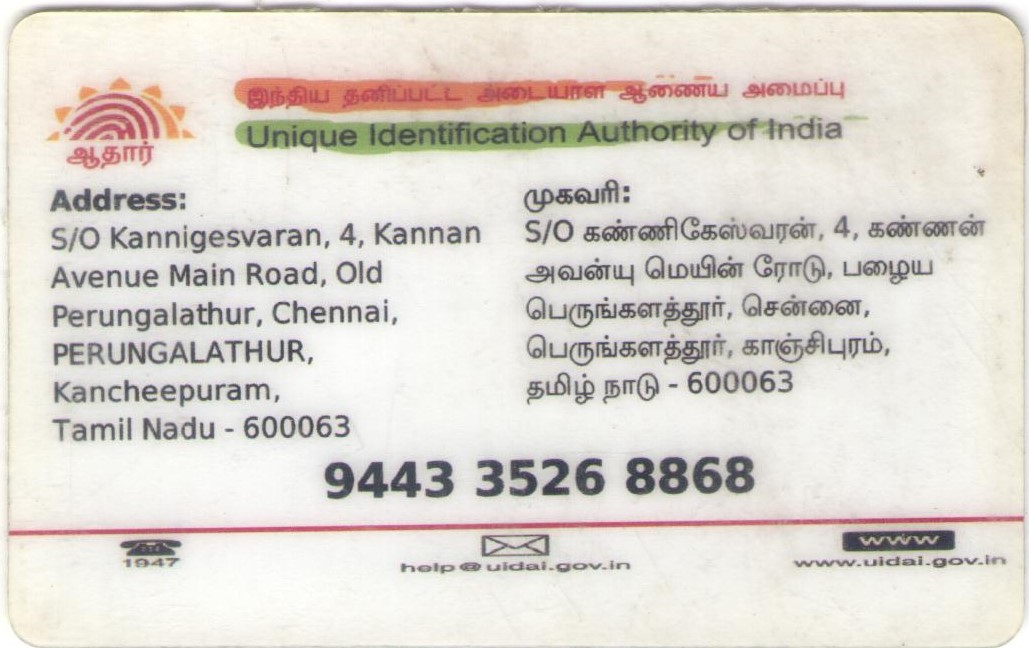 இந்திய தனிப்பட்ட அடையாள ஆணைய அமைப்பு
Unique Identification Authority of India
ஆதார்
Address:
S/O Kannigesvaran, 4, Kannan
Avenue Main Road, Old
Perungalathur, Chennai,
PERUNGALATHUR,
Kancheepuram,
Tamil Nadu - 600063
முகவரி:
S/O கண்ணிகேஸ்வரன், 4, கண்ணன்
அவன்யு மெயின் ரோடு, பழைய
பெருங்களத்தூர், சென்னை,
பெருங்களத்தூர், காஞ்சிபுரம்,
தமிழ் நாடு - 600063
9443 3526 8868
1947
help@uidai.gov.in
www
www.uidai.gov.in